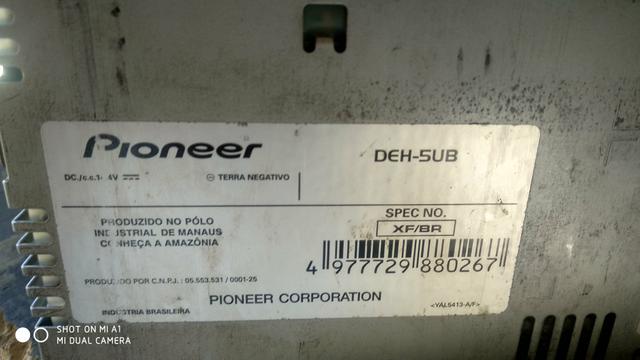 Pioneer
DEH-5UB
DC./c.c.14.4V
TERRA NEGATIVO
SPEC NO.
XF/BR
PRODUZIDO NO PÓLO
INDUSTRIAL DE MANAUS
CONHEÇA A AMAZÔNIA
4 977729 880267
PRODUZIDO POR C.N.P.J. : 05.553.531 / 0001-25
PIONEER CORPORATION
INDÚSTRIA BRASILEIRA
<YAL5413-A/F>
SHOT ON MI A1
MI DUAL CAMERA